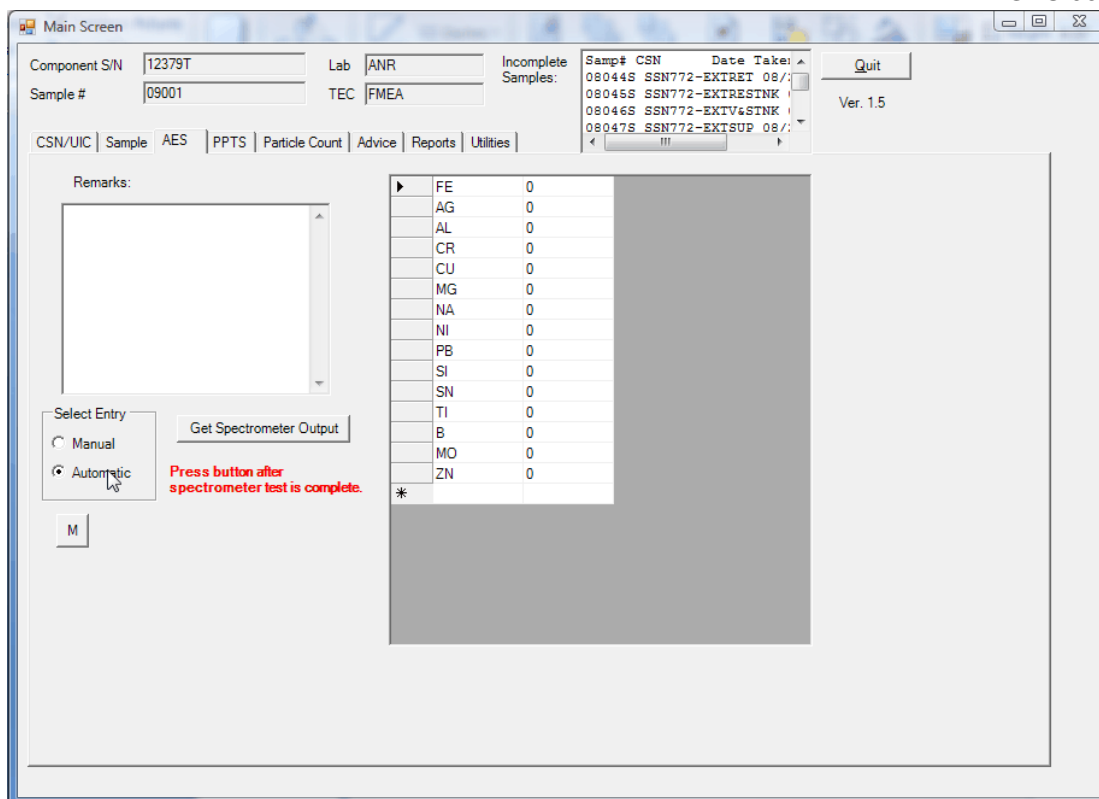 Main Screen
Component S/N 12379T Lab ANR Incomplete Samples:
Sample # 09001 TEC FMEA
Samp# CSN Date Taken
08044S SSN772-EXTRET 08/
08045S SSN772-EXTRESTNK
08046S SSN772-EXTV&STNK
08047S SSN772-EXTSUP 08/
Quit
Ver. 1.5
CSN/UIC Sample AES PPTS Particle Count Advice Reports Utilities
Remarks:
FE 0
AG 0
AL 0
CR 0
CU 0
MG 0
NA 0
NI 0
PB 0
SI 0
SN 0
TI 0
B 0
MO 0
ZN 0
Select Entry
Manual
Automatic
Get Spectrometer Output
Press button after
spectrometer test is complete.
M